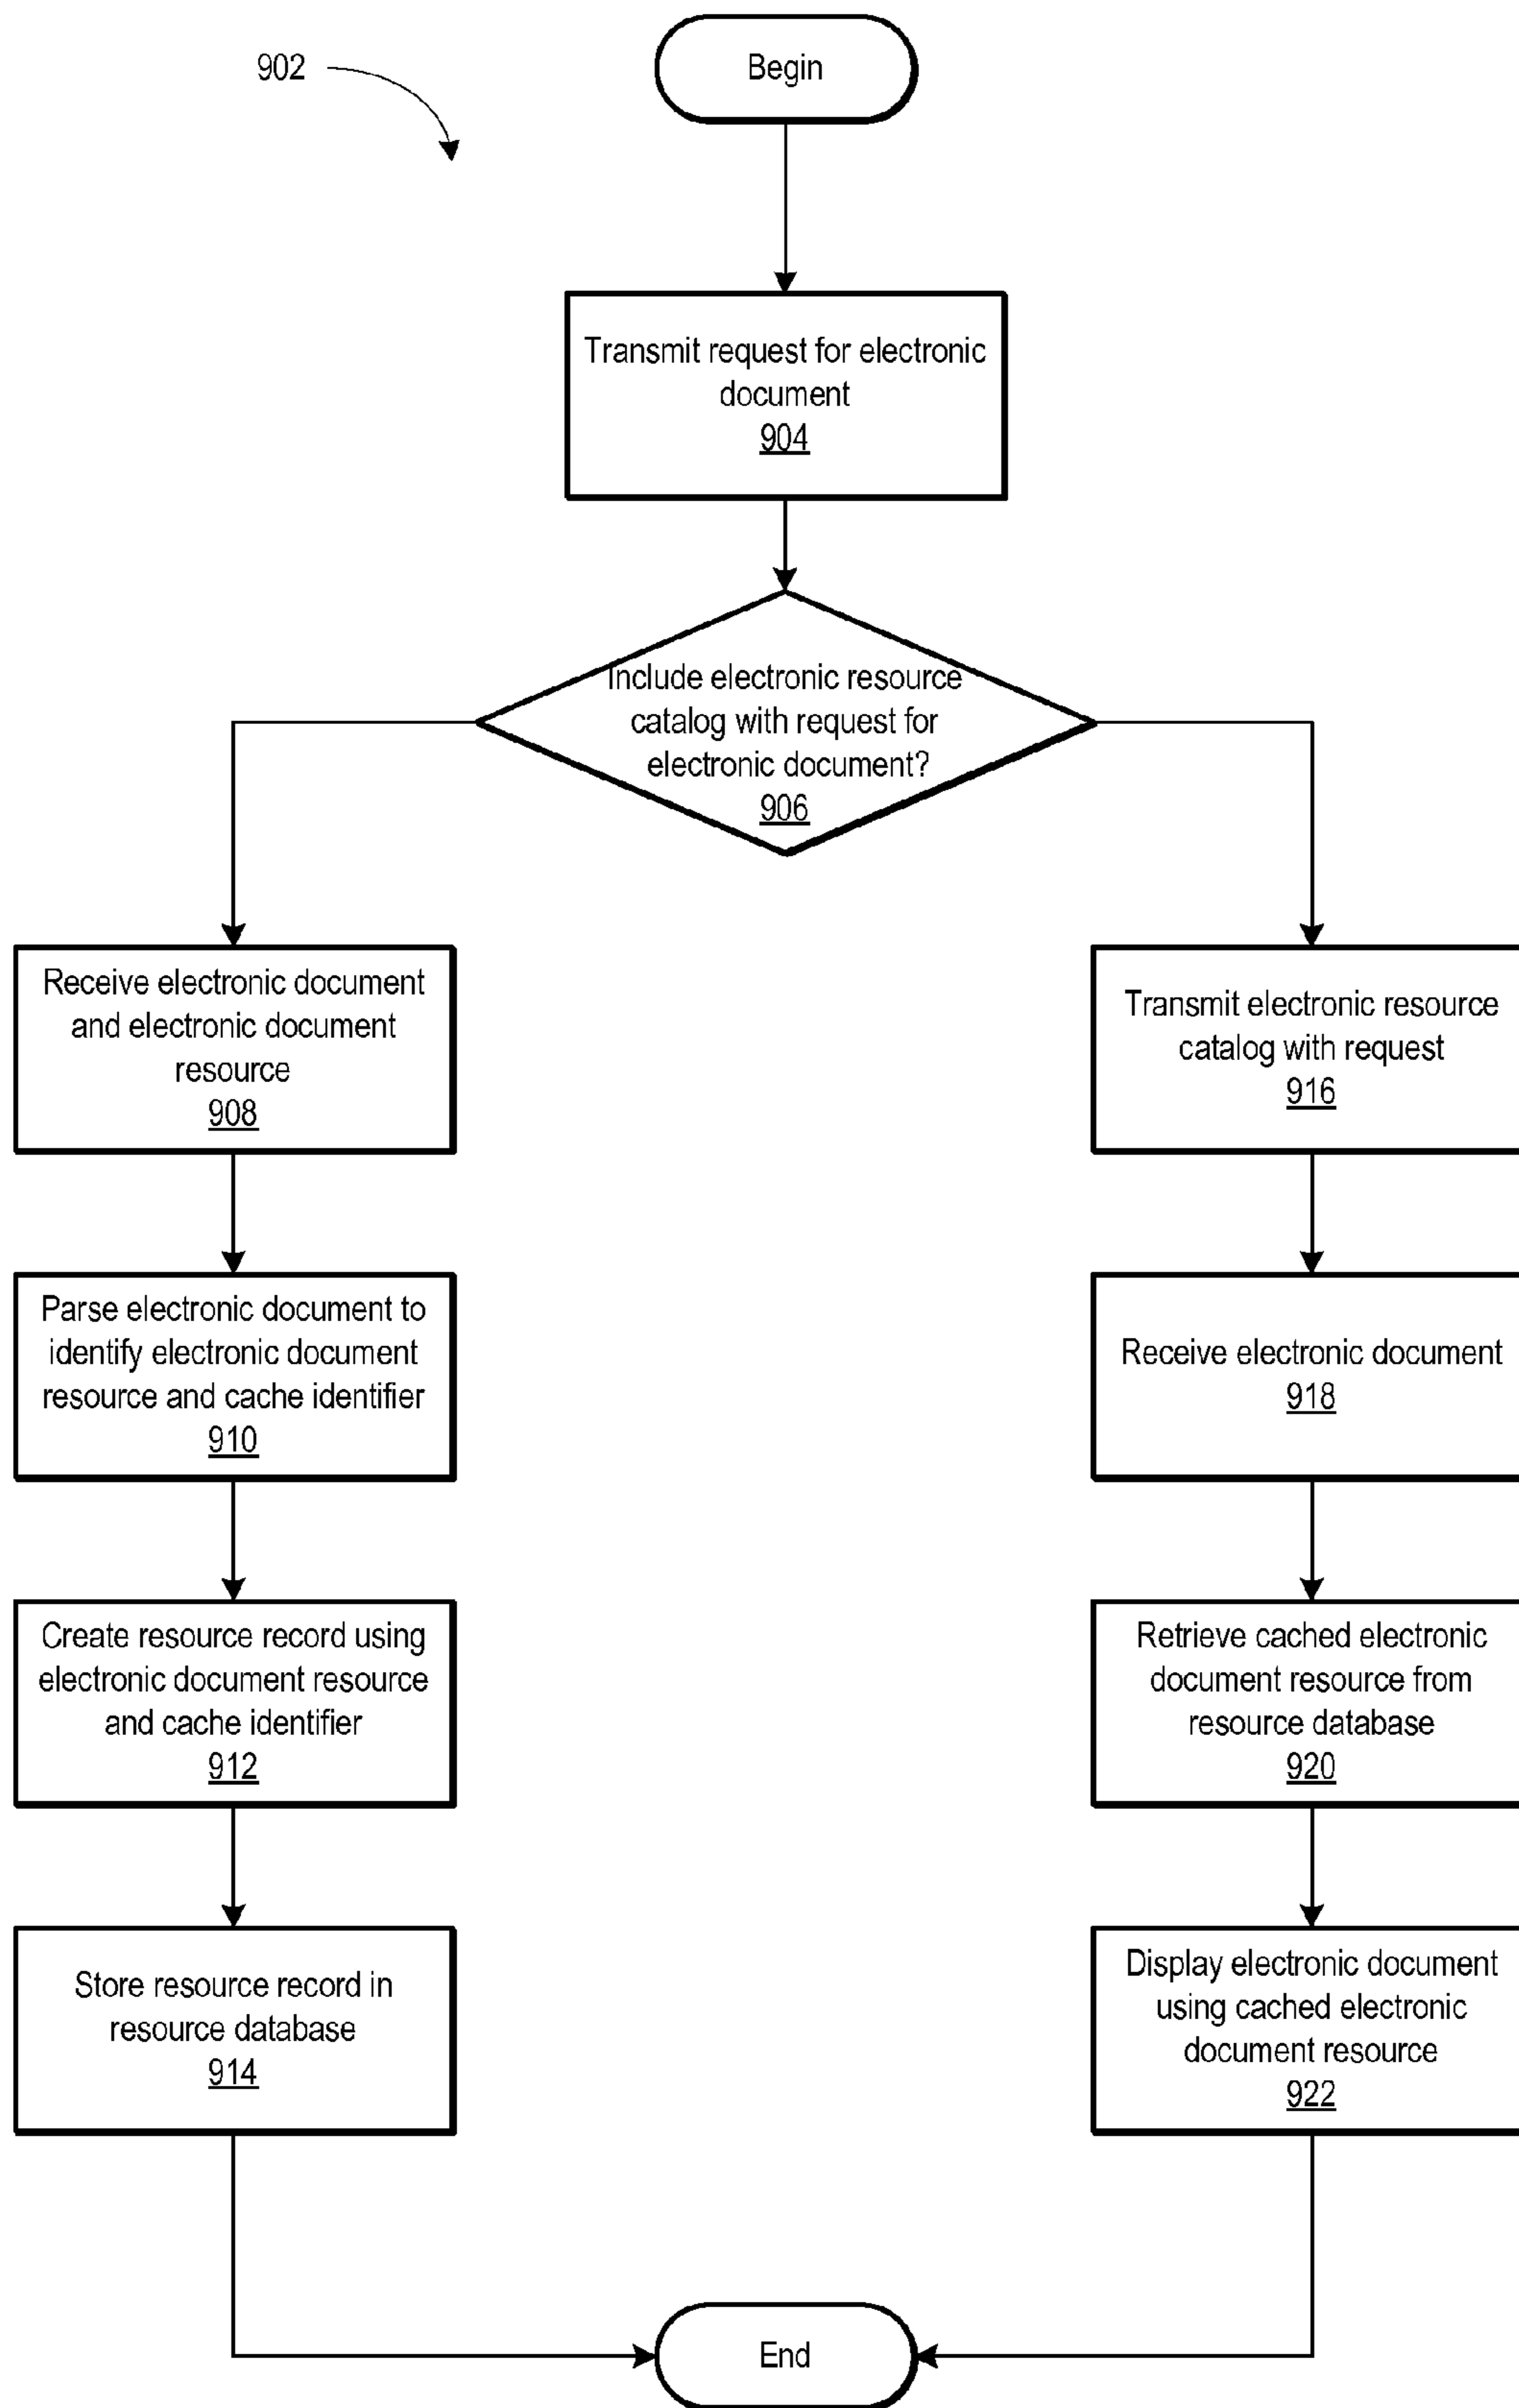 902
Begin
Transmit request for electronic
document
904
Include electronic resource
catalog with request for
electronic document?
906
Receive electronic document
and electronic document
resource
908
Parse electronic document to
identify electronic document
resource and cache identifier
910
Create resource record using
electronic document resource
and cache identifier
912
Store resource record in
resource database
914
Transmit electronic resource
catalog with request
916
Receive electronic document
918
Retrieve cached electronic
document resource from
resource database
920
Display electronic document
using cached electronic
document resource
922
End